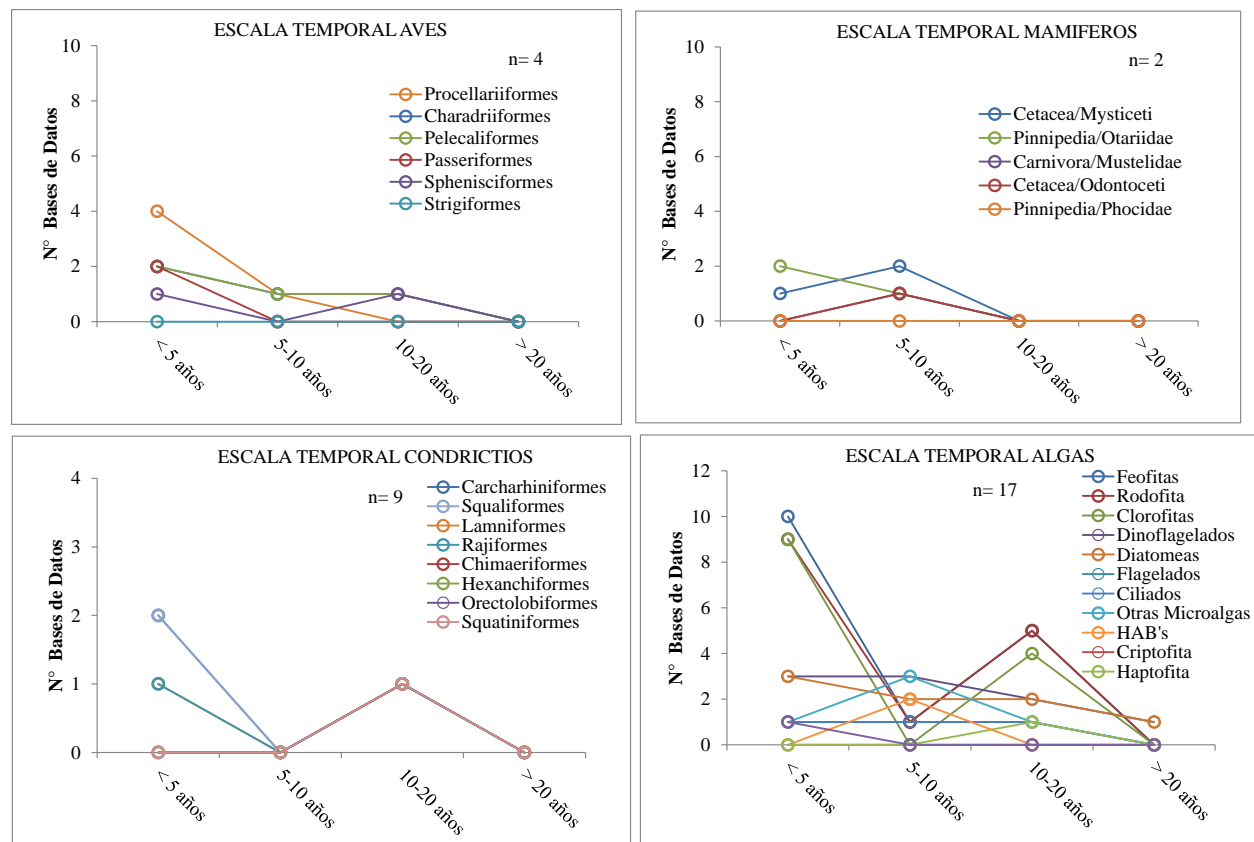 ESCALA TEMPORAL AVES
n= 4
N° Bases de Datos
10
8
6
4
2
0
Procellariiformes
Charadriiformes
Pelecaliformes
Passeriformes
Sphenisciformes
Strigiformes
< 5 años
5-10 años
10-20 años
> 20 años
ESCALA TEMPORAL MAMIFEROS
n= 2
N° Bases de Datos
10
8
6
4
2
0
Cetacea/Mysticeti
Pinnipedia/Otariidae
Carnivora/Mustelidae
Cetacea/Odontoceti
Pinnipedia/Phocidae
< 5 años
5-10 años
10-20 años
> 20 años
ESCALA TEMPORAL CONDRICTIOS
n= 9
N° Bases de Datos
4
3
2
1
0
Carcharhiniformes
Squaliformes
Lamniformes
Rajiformes
Chimaeriformes
Hexanchiformes
Orectolobiformes
Squatiniformes
< 5 años
5-10 años
10-20 años
> 20 años
ESCALA TEMPORAL ALGAS
n= 17
N° Bases de Datos
12
10
8
6
4
2
0
Feofitas
Rodofita
Clorofitas
Dinoflagelados
Diatomeas
Flagelados
Ciliados
Otras Microalgas
HAB's
Criptofita
Haptofita
< 5 años
5-10 años
10-20 años
> 20 años